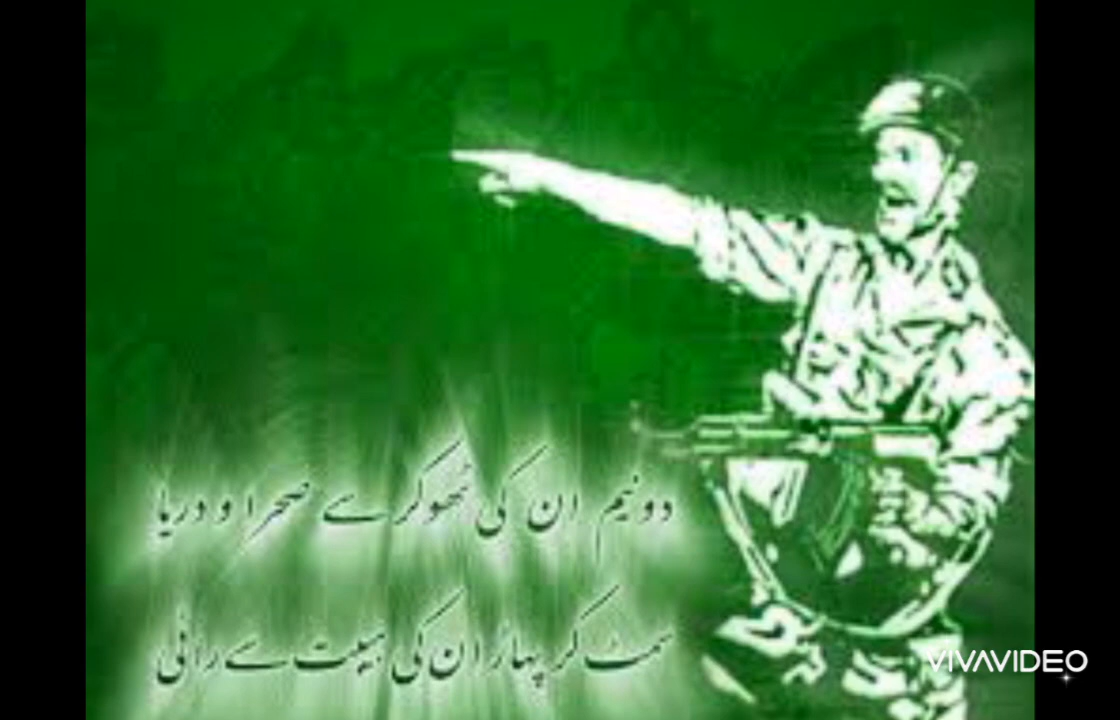 دو نیم ان کی ٹھوکر سے صحرا و دریا
سمٹ کر پہاڑ ان کی ہیبت سے رائی
VIVAVIDEO